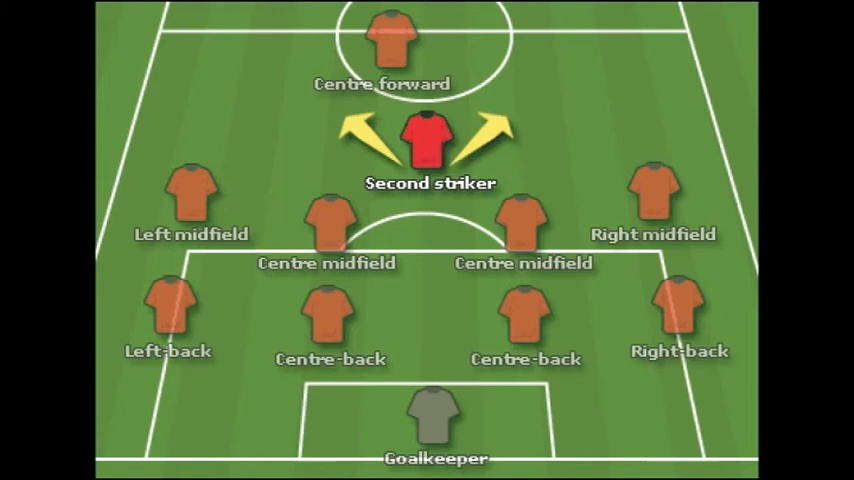 Centre forward
Second striker
Left midfield
Right midfield
Centre midfield
Centre midfield
Left-back
Centre-back
Centre-back
Right-back
Goalkeeper